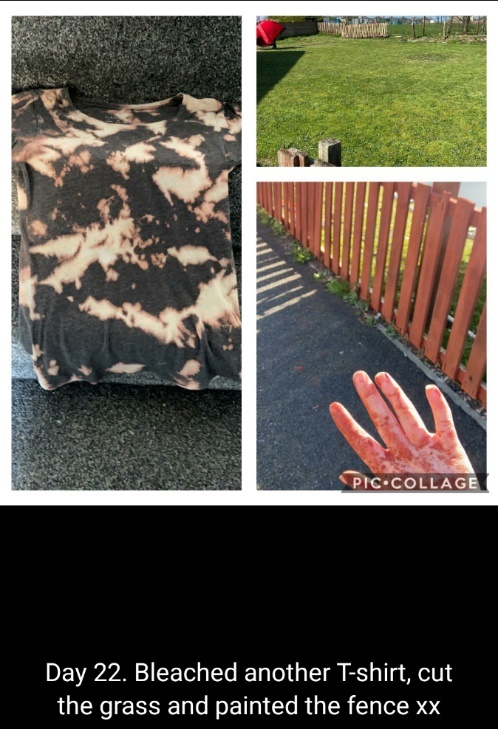 PIC•COLLAGE
Day 22. Bleached another T-shirt, cut
the grass and painted the fence xx